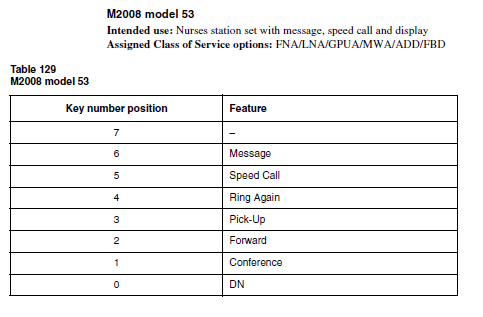 M2008 model 53
Intended use: Nurses station set with message, speed call and display
Assigned Class of Service options: FNA/LNA/GPUA/MWA/ADD/FBD
Table 129
M2008 model 53
Key number position Feature
7 –
6 Message
5 Speed Call
4 Ring Again
3 Pick-Up
2 Forward
1 Conference
0 DN